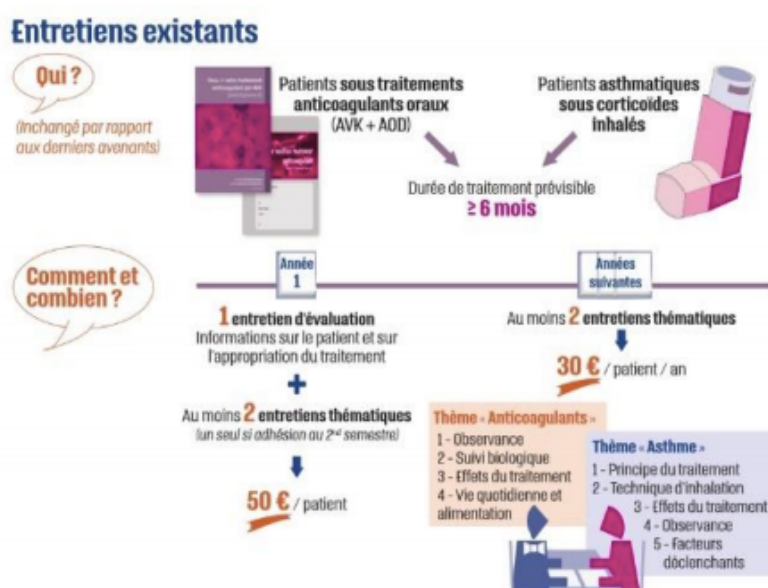 Entretiens existants
Qui ?
(Inchangé par rapport
aux derniers avenants)
Patients sous traitements
anticoagulants oraux
(AVK + AOD)
Patients asthmatiques
sous corticoïdes
inhalés
Durée de traitement prévisible
≥ 6 mois
Comment et
combien ?
Année
1
1 entretien d'évaluation
Informations sur le patient et sur
l'appropriation du traitement
+
Au moins 2 entretiens thématiques
(un seul si adhésion au 2nd semestre)
50 € / patient
Années
suivantes
Au moins 2 entretiens thématiques
30 € / patient / an
Thème « Anticoagulants »
1 - Observance
2 - Suivi biologique
3 - Effets du traitement
4 - Vie quotidienne et
alimentation
Thème « Asthme »
1 - Principe du traitement
2 - Technique d'inhalation
3 - Effets du traitement
4 - Observance
5 - Facteurs
déclenchants